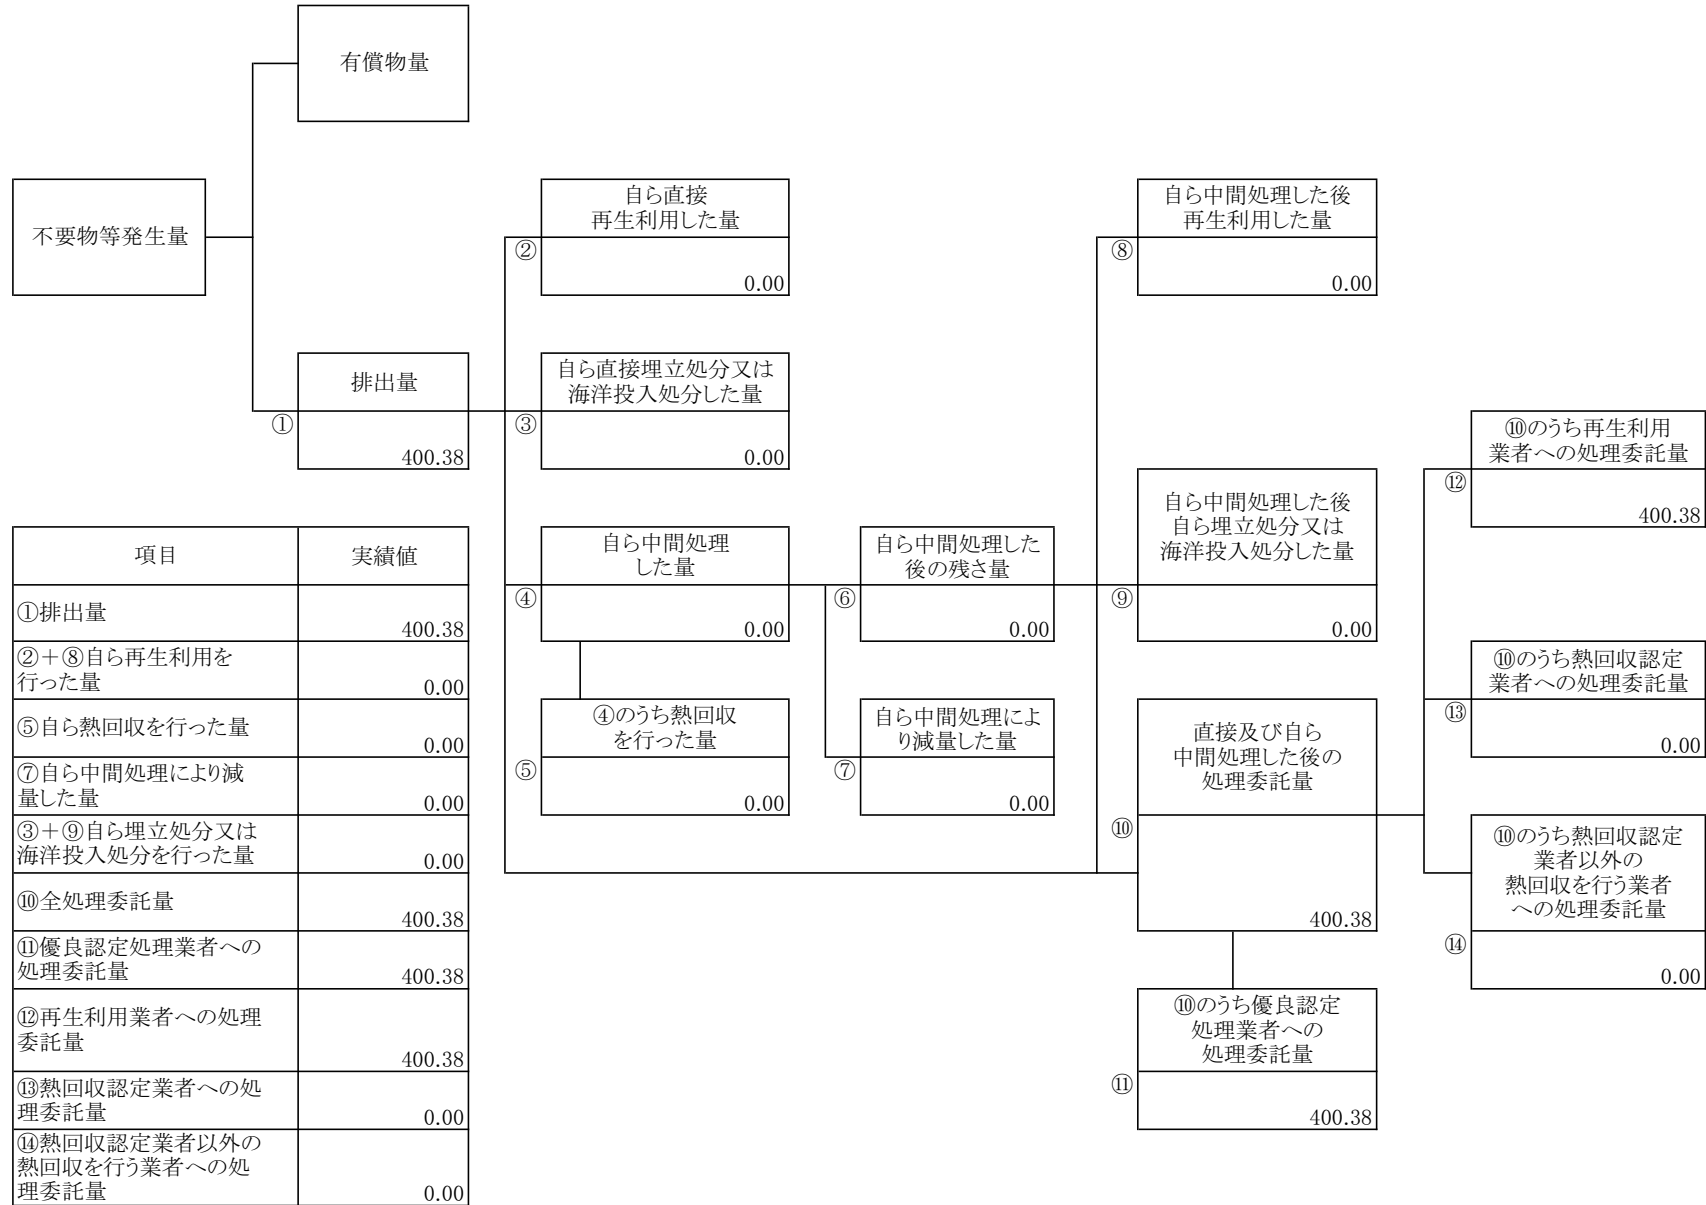 有償物量
不要物等発生量
自ら直接
再生利用した量
②
0.00
自ら中間処理した後
再生利用した量
⑧
0.00
排出量
①
400.38
自ら直接埋立処分又は
海洋投入処分した量
③
0.00
⑩のうち再生利用
業者への処理委託量
⑫
400.38
自ら中間処理した後
自ら埋立処分又は
海洋投入処分した量
⑨
0.00
自ら中間処理
した量
④
0.00
自ら中間処理した
後の残さ量
⑥
0.00
⑩のうち熱回収認定
業者への処理委託量
⑬
0.00
④のうち熱回収
を行った量
⑤
0.00
自ら中間処理によ
り減量した量
⑦
0.00
直接及び自ら
中間処理した後の
処理委託量
⑩
400.38
⑩のうち熱回収認定
業者以外の
熱回収を行う業者
への処理委託量
⑭
0.00
⑩のうち優良認定
処理業者への
処理委託量
⑪
400.38
項目 実績値
①排出量
400.38
②＋⑧自ら再生利用を
行った量
0.00
⑤自ら熱回収を行った量
0.00
⑦自ら中間処理により減
量した量
0.00
③＋⑨自ら埋立処分又は
海洋投入処分を行った量
0.00
⑩全処理委託量
400.38
⑪優良認定処理業者への
処理委託量
400.38
⑫再生利用業者への処理
委託量
400.38
⑬熱回収認定業者への処
理委託量
0.00
⑭熱回収認定業者以外の
熱回収を行う業者への処
理委託量
0.00